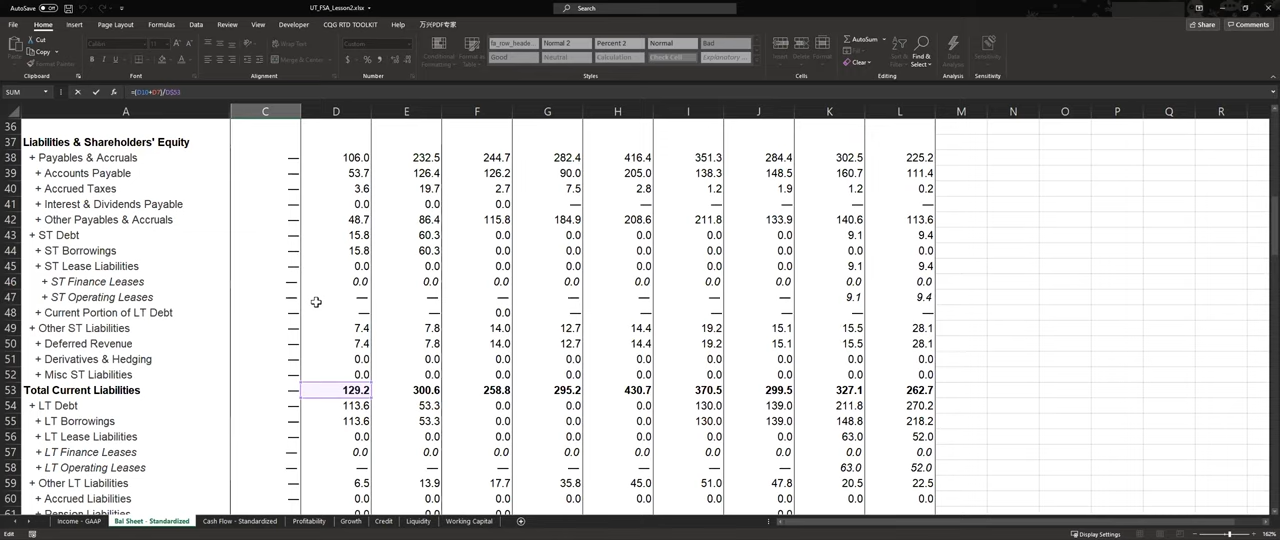 AutoSave Off UT_FSA_Lesson2.xlsx Search
File Home Insert Draw Page Layout Formulas Data Review View Developer CQG RTD TOOLKIT Help 万兴PDF专家 Share Comments
Cut Calibri 11 Wrap Text General fx_row_heade... Normal 2 Percent 2 Normal Bad AutoSum
Copy Merge & Center Good Neutral Calculation Check Cell Explanatory ... Fill Clear
Format Painter Conditional Formatting Format as Table Insert Delete Format Sort & Filter Find & Select Analyze Data Sensitivity
Clipboard Font Alignment Number Styles Cells Editing Analysis Sensitivity
SUM =(D10+D7)/D$53
A C D E F G H I J K L M N O P Q R
36
37 Liabilities & Shareholders' Equity
38 + Payables & Accruals — 106.0 232.5 244.7 282.4 416.4 351.3 284.4 302.5 225.2
39 + Accounts Payable — 53.7 126.4 126.2 90.0 205.0 138.3 148.5 160.7 111.4
40 + Accrued Taxes — 3.6 19.7 2.7 7.5 2.8 1.2 1.9 1.2 0.2
41 + Interest & Dividends Payable — 0.0 0.0 0.0 — — — — — —
42 + Other Payables & Accruals — 48.7 86.4 115.8 184.9 208.6 211.8 133.9 140.6 113.6
43 + ST Debt — 15.8 60.3 0.0 0.0 0.0 0.0 0.0 9.1 9.4
44 + ST Borrowings — 15.8 60.3 0.0 0.0 0.0 0.0 0.0 0.0 0.0
45 + ST Lease Liabilities — 0.0 0.0 0.0 0.0 0.0 0.0 0.0 9.1 9.4
46 + ST Finance Leases — 0.0 0.0 0.0 0.0 0.0 0.0 0.0 0.0 0.0
47 + ST Operating Leases — — — — — — — — 9.1 9.4
48 + Current Portion of LT Debt — — — 0.0 — — — — — —
49 + Other ST Liabilities — 7.4 7.8 14.0 12.7 14.4 19.2 15.1 15.5 28.1
50 + Deferred Revenue — 7.4 7.8 14.0 12.7 14.4 19.2 15.1 15.5 28.1
51 + Derivatives & Hedging — 0.0 0.0 0.0 0.0 0.0 0.0 0.0 0.0 0.0
52 + Misc ST Liabilities — 0.0 0.0 0.0 0.0 0.0 0.0 0.0 0.0 0.0
53 Total Current Liabilities — 129.2 300.6 258.8 295.2 430.7 370.5 299.5 327.1 262.7
54 + LT Debt — 113.6 53.3 0.0 0.0 0.0 130.0 139.0 211.8 270.2
55 + LT Borrowings — 113.6 53.3 0.0 0.0 0.0 130.0 139.0 148.8 218.2
56 + LT Lease Liabilities — 0.0 0.0 0.0 0.0 0.0 0.0 0.0 63.0 52.0
57 + LT Finance Leases — 0.0 0.0 0.0 0.0 0.0 0.0 0.0 0.0 0.0
58 + LT Operating Leases — — — — — — — — 63.0 52.0
59 + Other LT Liabilities — 6.5 13.9 17.7 35.8 45.0 51.0 47.8 20.5 22.5
60 + Accrued Liabilities — 0.0 0.0 0.0 0.0 0.0 0.0 0.0 0.0 0.0
61 + Pension Liabilities
Income - GAAP Bal Sheet - Standardized Cash Flow - Standardized Profitability Growth Credit Liquidity Working Capital
Edit Display Settings 162%